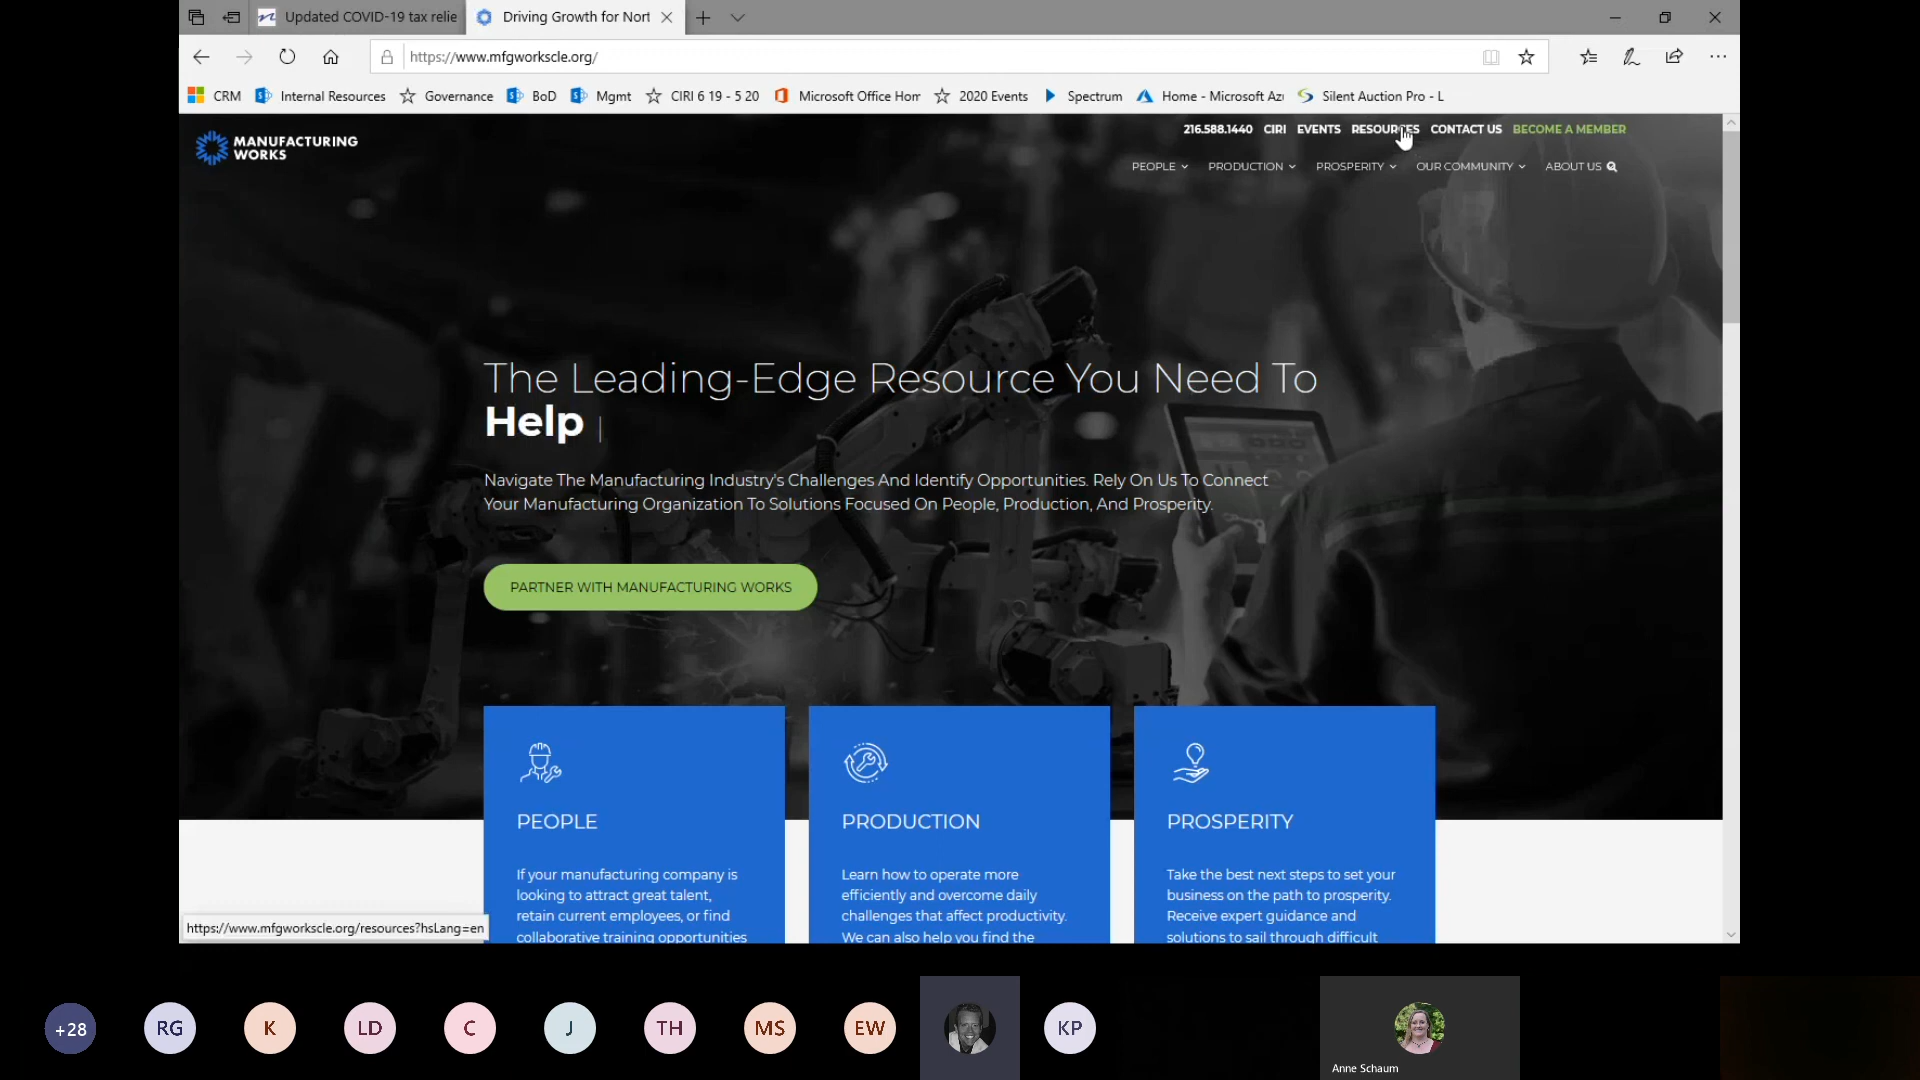 Updated COVID-19 tax relie
Driving Growth for Nort
https://www.mfgworkscle.org/
CRM
Internal Resources
Governance
BoD
Mgmt
CIRI 6 19 - 5 20
Microsoft Office Hom
2020 Events
Spectrum
Home - Microsoft Az
Silent Auction Pro - L
MANUFACTURING
WORKS
216.588.1440 CIRI EVENTS RESOURCES CONTACT US BECOME A MEMBER
PEOPLE PRODUCTION PROSPERITY OUR COMMUNITY ABOUT US
The Leading-Edge Resource You Need To
Help |
Navigate The Manufacturing Industry's Challenges And Identify Opportunities. Rely On Us To Connect
Your Manufacturing Organization To Solutions Focused On People, Production, And Prosperity.
PARTNER WITH MANUFACTURING WORKS
PEOPLE
If your manufacturing company is
looking to attract great talent,
retain current employees, or find
collaborative training opportunities
PRODUCTION
Learn how to operate more
efficiently and overcome daily
challenges that affect productivity.
We can also help you find the
PROSPERITY
Take the best next steps to set your
business on the path to prosperity.
Receive expert guidance and
solutions to sail through difficult
https://www.mfgworkscle.org/resources?hsLang=en
+28
RG
K
LD
C
J
TH
MS
EW
KP
Anne Schaum